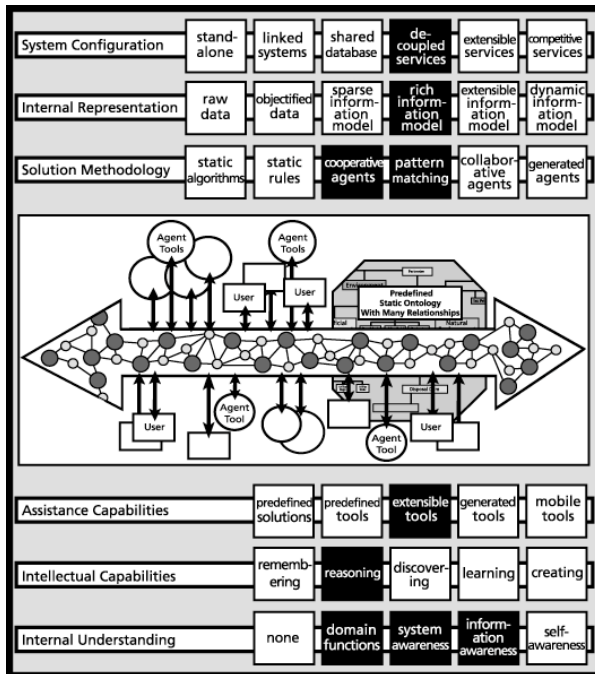 System Configuration
stand-
alone
linked
systems
shared
database
de-
coupled
services
extensible
services
competitive
services
Internal Representation
raw
data
objectified
data
sparse
inform-
ation
model
rich
inform-
ation
model
extensible
inform-
ation
model
dynamic
inform-
ation
model
Solution Methodology
static
algorithms
static
rules
cooperative
agents
pattern
matching
collabor-
ative
agents
generated
agents
Agent
Tools
Agent
Tools
User
User
Predefined
Static Ontology
With Many Relationships
Natural
User
Agent
Tool
Agent
Tool
User
Assistance Capabilities
predefined
solutions
predefined
tools
extensible
tools
generated
tools
mobile
tools
Intellectual Capabilities
rememb-
ering
reasoning
discover-
ing
learning
creating
Internal Understanding
none
domain
functions
system
awareness
inform-
ation
awareness
self-
awareness